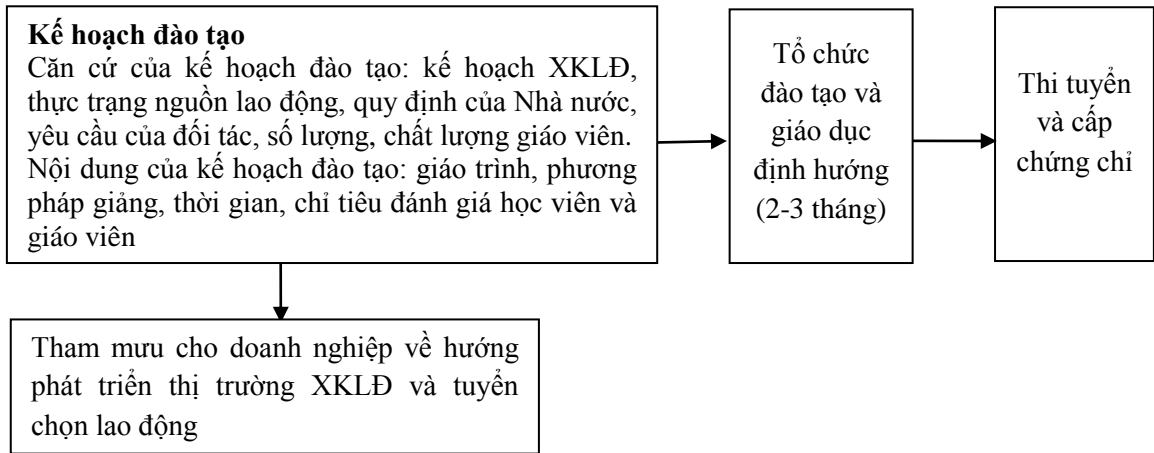 Kế hoạch đào tạo
Căn cứ của kế hoạch đào tạo: kế hoạch XKLĐ,
thực trạng nguồn lao động, quy định của Nhà nước,
yêu cầu của đối tác, số lượng, chất lượng giáo viên.
Nội dung của kế hoạch đào tạo: giáo trình, phương
pháp giảng, thời gian, chỉ tiêu đánh giá học viên và
giáo viên
Tổ chức
đào tạo và
giáo dục
định hướng
(2-3 tháng)
Thi tuyển
và cấp
chứng chỉ
Tham mưu cho doanh nghiệp về hướng
phát triển thị trường XKLĐ và tuyển
chọn lao động